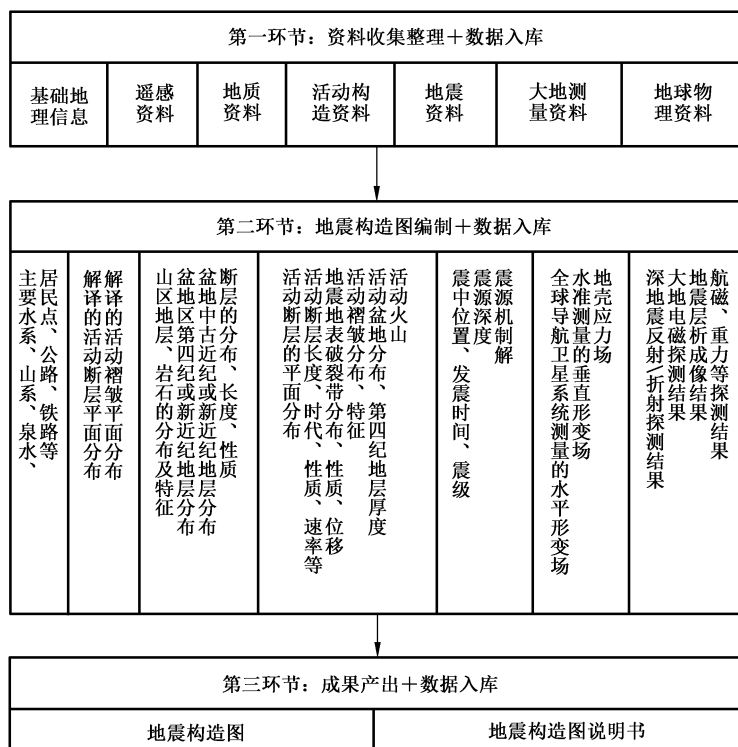 第一环节：资料收集整理＋数据入库
基础地
理信息
遥感
资料
地质
资料
活动构
造资料
地震
资料
大地测
量资料
地球物
理资料
第二环节：地震构造图编制＋数据入库
主要水系、山系、泉水、
居民点、公路、铁路等
解译的活动断层平面分布
解译的活动褶皱平面分布
山区地层、岩石的分布及特征
盆地区第四纪或新近纪地层分布
盆地中古近纪或新近纪地层分布
断层的分布、长度、性质
活动断层的平面分布
活动断层长度、时代、性质、速率等
地震地表破裂带分布、性质、位移
活动褶皱分布、特征
活动盆地分布、第四纪地层厚度
活动火山
震中位置、发震时间、震级
震源深度
震源机制解
全球导航卫星系统测量的水平形变场
水准测量的垂直形变场
地壳应力场
深地震反射\折射探测结果
大地电磁探测结果
地震层析成像结果
航磁、重力等探测结果
第三环节：成果产出＋数据入库
地震构造图
地震构造图说明书